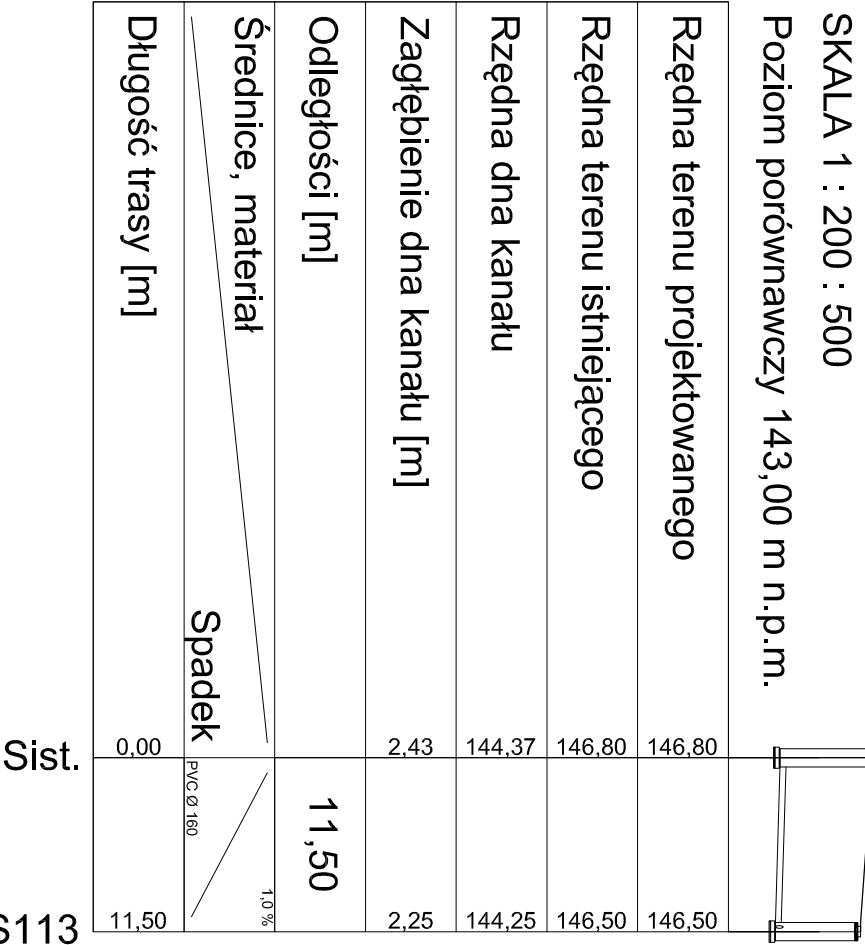 SKALA 1 : 200 : 500
Poziom porównawczy 143,00 m n.p.m.
Rzędna terenu projektowanego 146,80 146,50
Rzędna terenu istniejącego 146,80 146,50
Rzędna dna kanału 144,37 144,25
Zagłębienie dna kanału [m] 2,43 2,25
Odległości [m] 11,50
Średnice, materiał 1,0 %
Spadek PVC Ø 160
Długość trasy [m] 0,00 11,50
Sist. S113